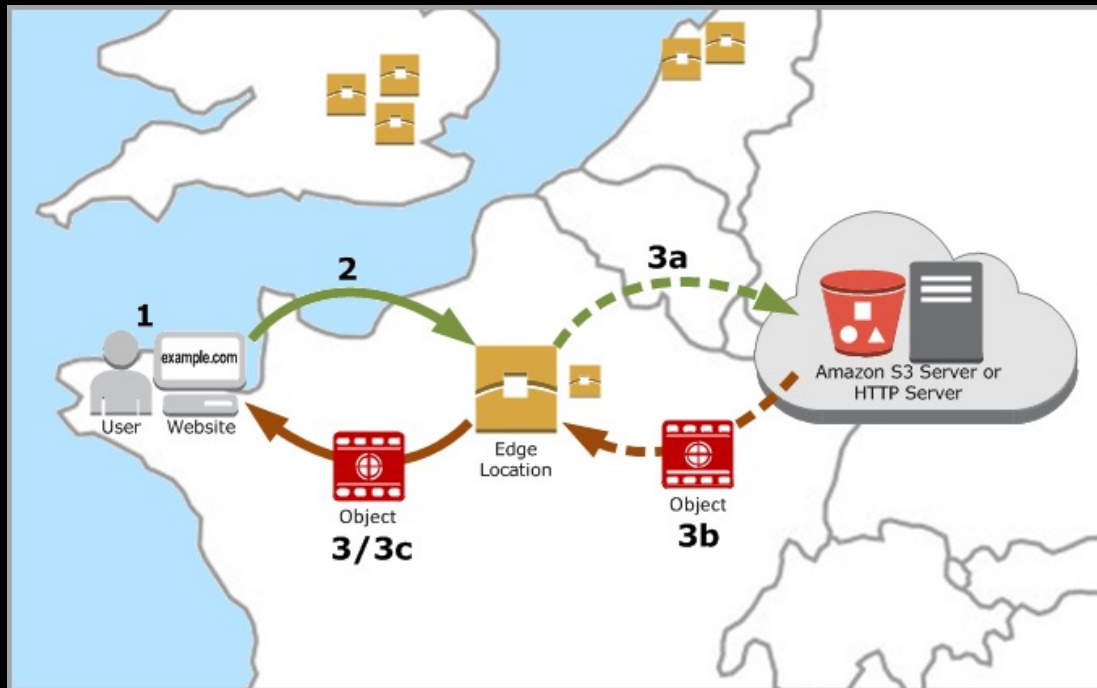 1
2
3a
example.com
User
Website
Edge
Location
Amazon S3 Server or
HTTP Server
Object
3/3c
Object
3b